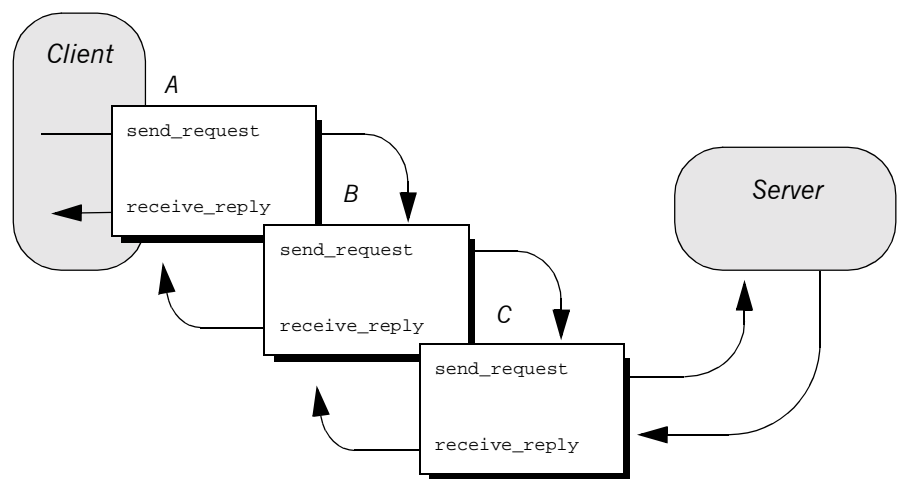 Client
A
send_request
receive_reply
B
send_request
receive_reply
C
send_request
receive_reply
Server